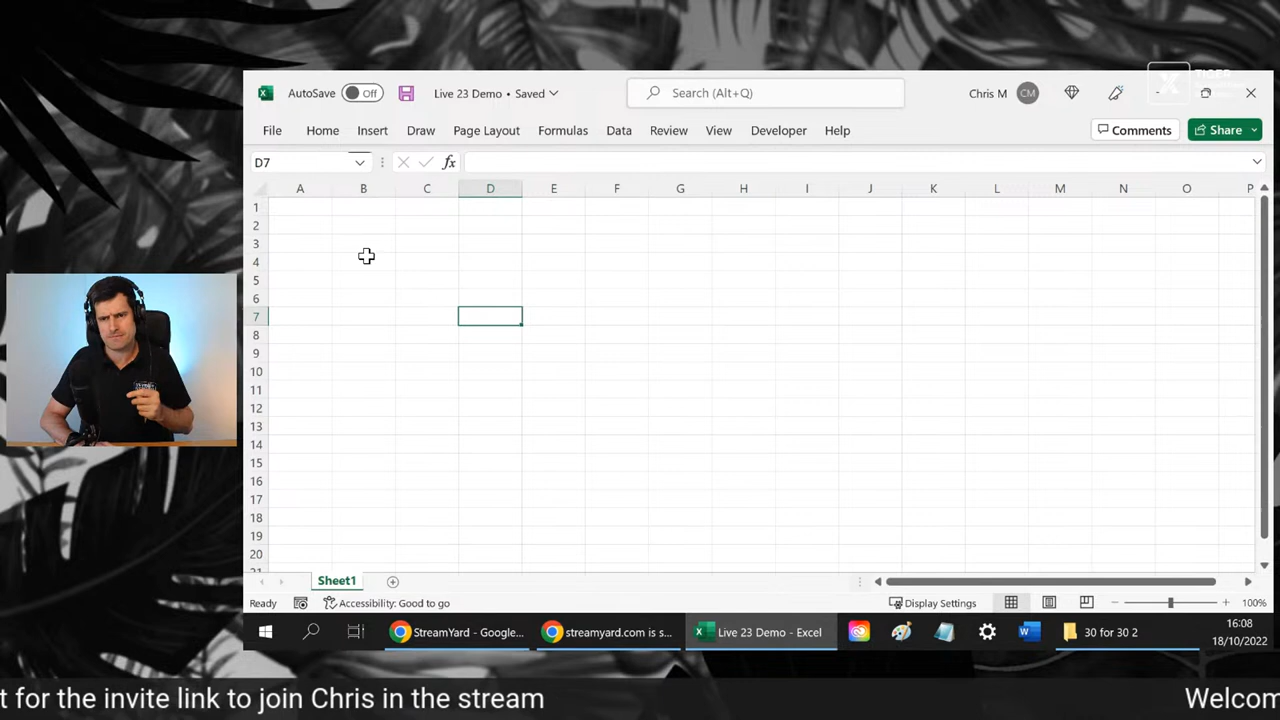 TIGER
AutoSave Off Live 23 Demo • Saved Search (Alt+Q) Chris M CM
File Home Insert Draw Page Layout Formulas Data Review View Developer Help Comments Share
D7 fx
A B C D E F G H I J K L M N O P
1
2
3
4
5
6
7
8
9
10
11
12
13
14
15
16
17
18
19
20
Sheet1
Ready Accessibility: Good to go Display Settings 100%
StreamYard - Google... streamyard.com is s... Live 23 Demo - Excel 30 for 30 2 16:08
18/10/2022
t for the invite link to join Chris in the stream Welcom